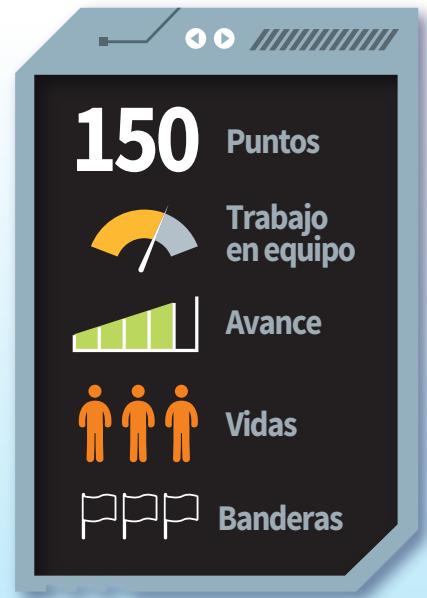 150 Puntos
Trabajo
en equipo
Avance
Vidas
Banderas